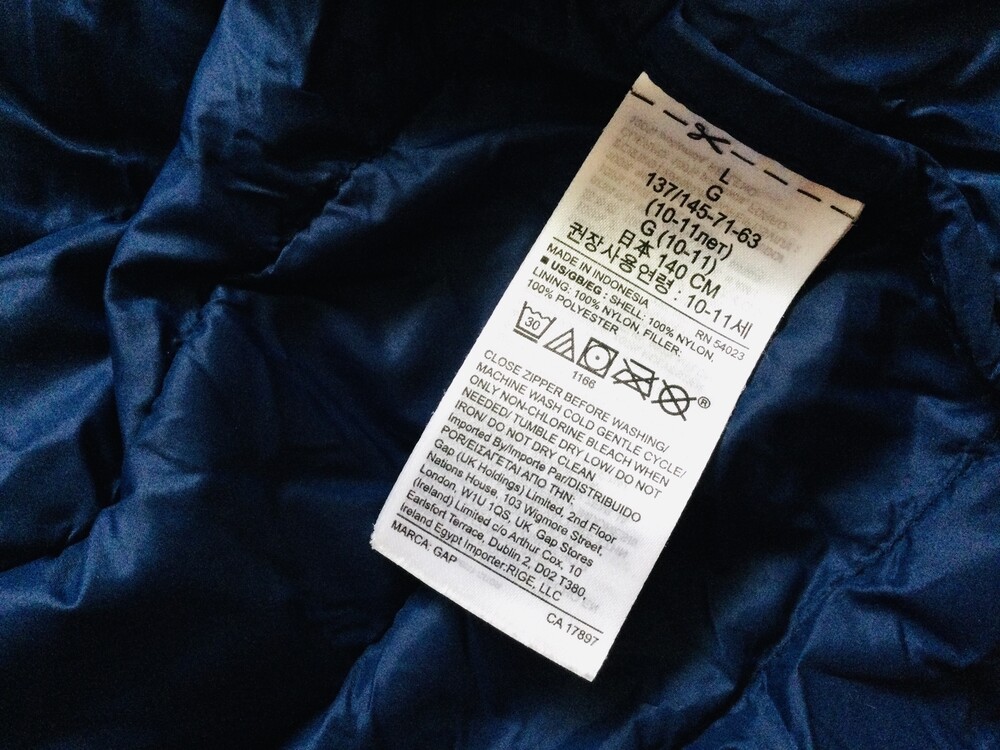 L
G
137/145-71-63
(10-11лет)
G (10-11)
日本 140 CM
권장사용연령 : 10-11세
MADE IN INDONESIA
RN 54023
■ US/GB/EG : SHELL: 100% NYLON,
LINING: 100% NYLON, FILLER:
100% POLYESTER
30
1166
®
CLOSE ZIPPER BEFORE WASHING/
MACHINE WASH COLD GENTLE CYCLE/
ONLY NON-CHLORINE BLEACH WHEN
NEEDED/ TUMBLE DRY LOW/ DO NOT
IRON/ DO NOT DRY CLEAN
Imported By/Importe Par/DISTRIBUIDO
POR/ΕΙΣΑΓΕΤΑΙ ΑΠΟ ΤΗΝ:
Gap (UK Holdings) Limited, 2nd Floor
Nations House, 103 Wigmore Street,
London, W1U 1QS, UK. Gap Stores
(Ireland) Limited c/o Arthur Cox, 10
Earlsfort Terrace, Dublin 2, D02 T380,
Ireland Egypt Importer:RIGE, LLC
MARCA: GAP
CA 17897